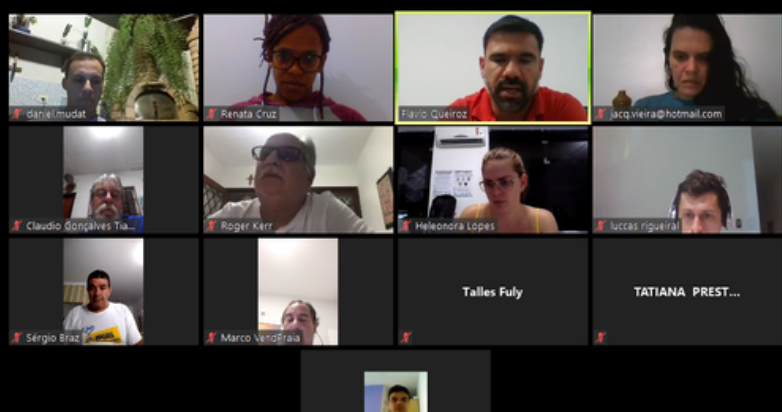 daniel.mudat
Renata Cruz
Flávio Queiroz
jacq.vieira@hotmail.com
Claudio Gonçalves Tia...
Roger Kerr
Heleonora Lopes
luccas rigueiral
Sérgio Braz
Marco VendPraia
Talles Fuly
TATIANA PREST...